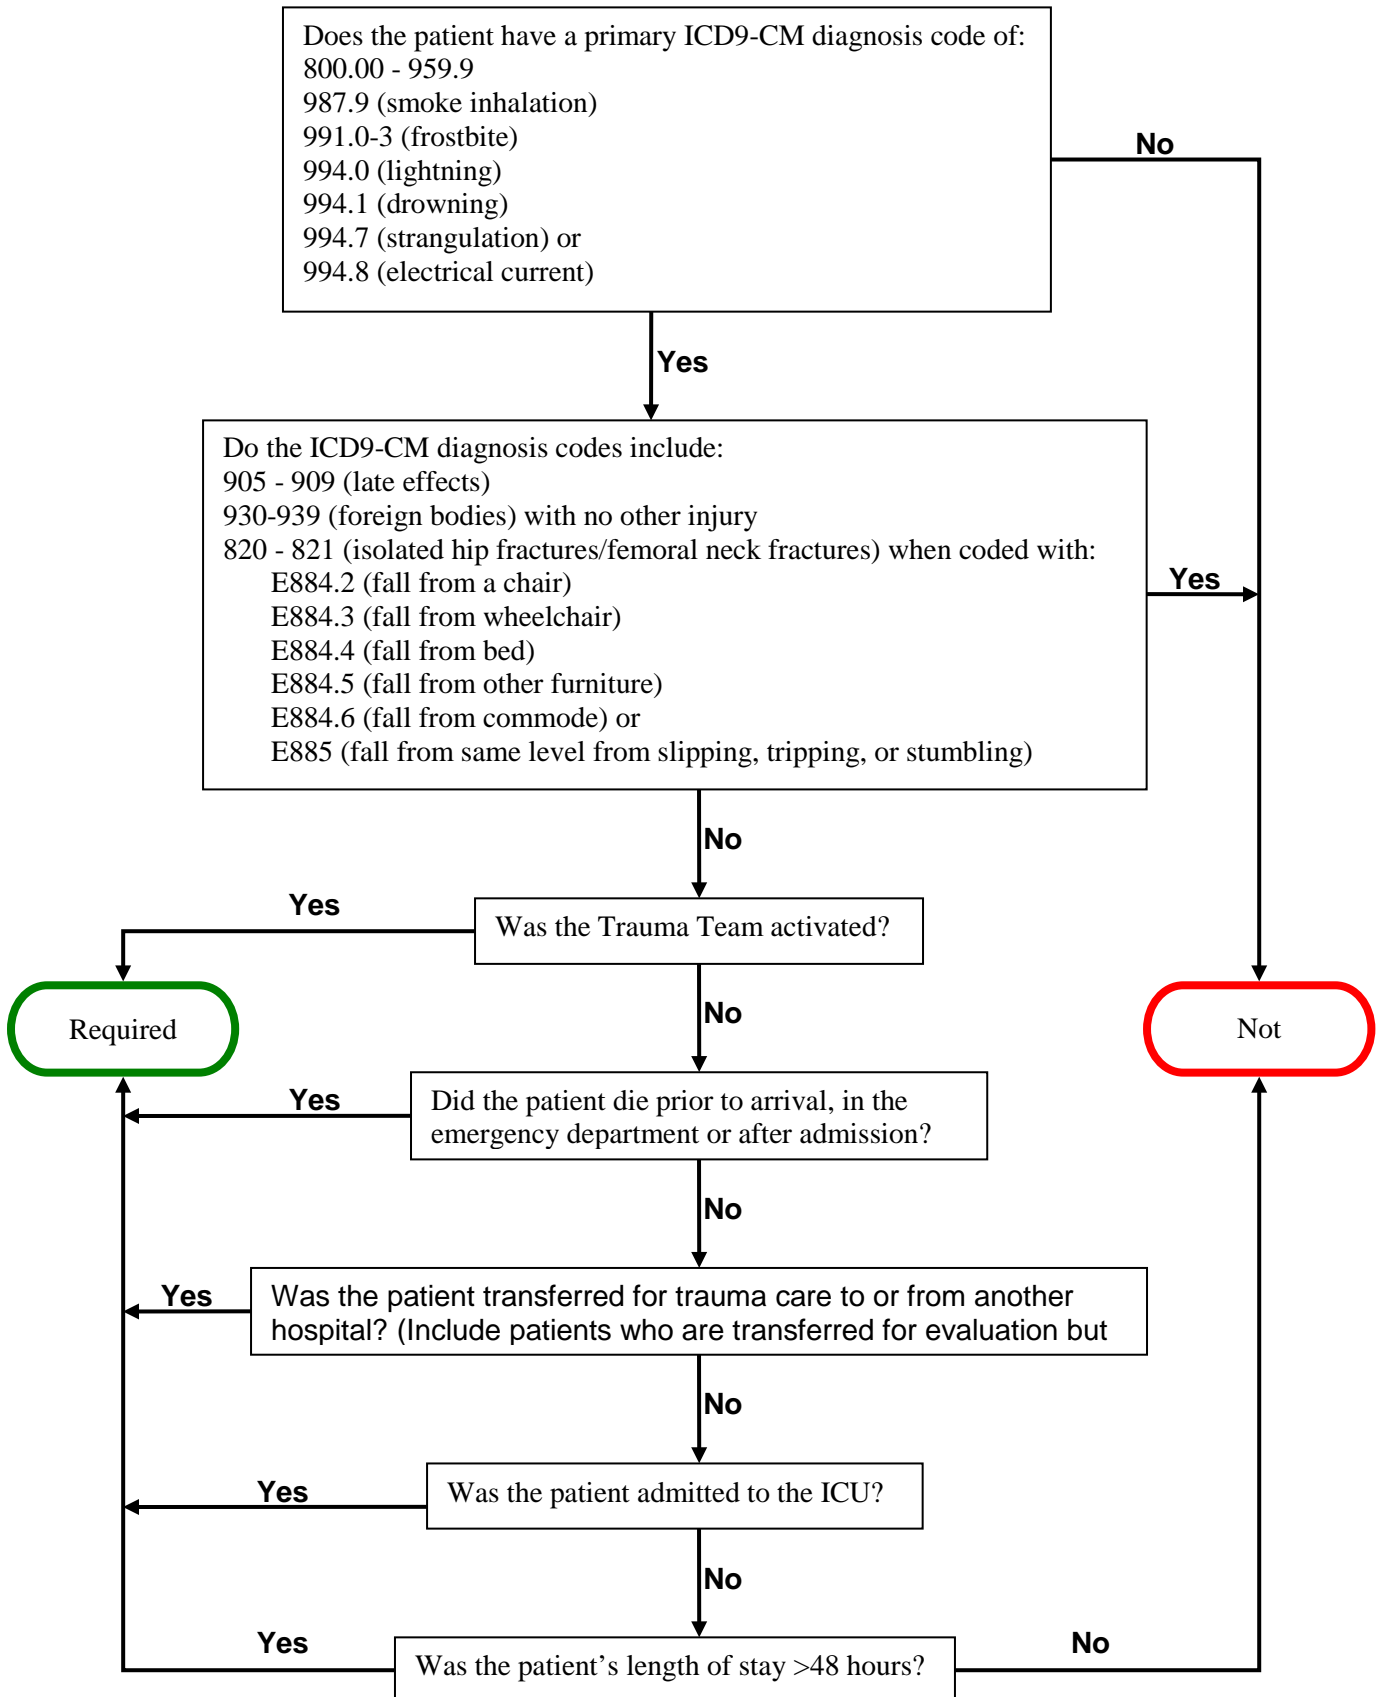 Does the patient have a primary ICD9-CM diagnosis code of:
800.00 - 959.9
987.9 (smoke inhalation)
991.0-3 (frostbite)
994.0 (lightning)
994.1 (drowning)
994.7 (strangulation) or
994.8 (electrical current)
No
Yes
Do the ICD9-CM diagnosis codes include:
905 - 909 (late effects)
930-939 (foreign bodies) with no other injury
820 - 821 (isolated hip fractures/femoral neck fractures) when coded with:
E884.2 (fall from a chair)
E884.3 (fall from wheelchair)
E884.4 (fall from bed)
E884.5 (fall from other furniture)
E884.6 (fall from commode) or
E885 (fall from same level from slipping, tripping, or stumbling)
Yes
No
Yes
Was the Trauma Team activated?
Required
No
Not
Yes
Did the patient die prior to arrival, in the
emergency department or after admission?
No
Yes
Was the patient transferred for trauma care to or from another
hospital? (Include patients who are transferred for evaluation but
No
Yes
Was the patient admitted to the ICU?
No
Yes
Was the patient’s length of stay >48 hours?
No